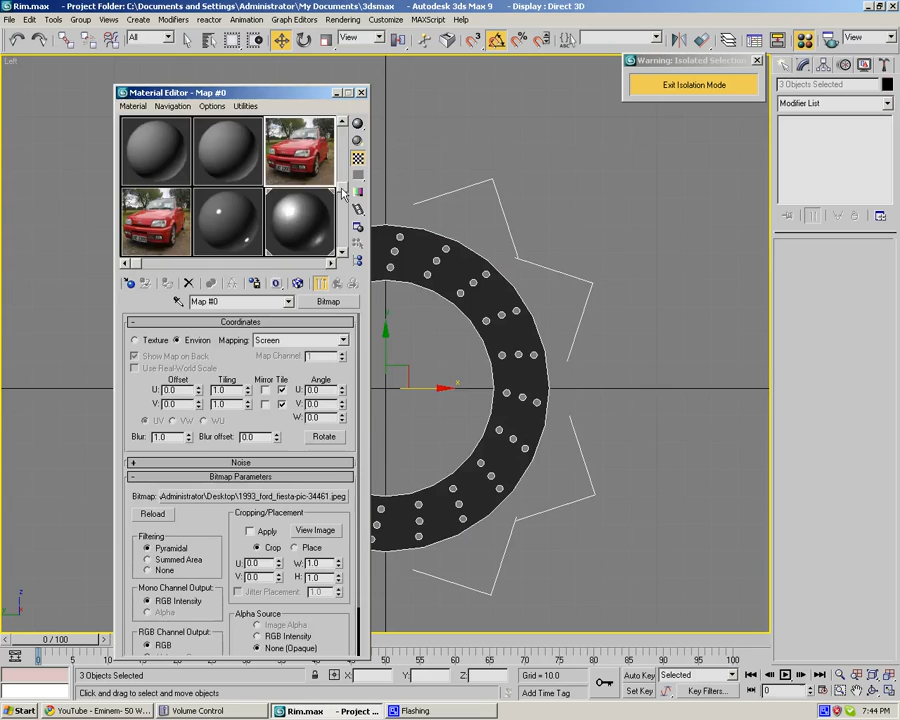 Rim.max - Project Folder: C:\Documents and Settings\Administrator\My Documents\3dsmax - Autodesk 3ds Max 9 - Display : Direct 3D
File Edit Tools Group Views Create Modifiers reactor Animation Graph Editors Rendering Customize MAXScript Help
All View View
Left Warning: Isolated Selection
Exit Isolation Mode
3 Objects Selected
Modifier List
Material Editor - Map #0
Material Navigation Options Utilities
Map #0 Bitmap
- Coordinates
Texture Environ Mapping: Screen
Show Map on Back Map Channel: 1
Use Real-World Scale
Offset Tiling Mirror Tile Angle
U: 0.0 1.0 U: 0.0
V: 0.0 1.0 V: 0.0
UV VW WU W: 0.0
Blur: 1.0 Blur offset: 0.0 Rotate
+ Noise
- Bitmap Parameters
Bitmap: Administrator\Desktop\1993_ford_fiesta-pic-34461.jpeg
Reload
Cropping/Placement
Apply View Image
Crop Place
U: 0.0 W: 1.0
V: 0.0 H: 1.0
Jitter Placement: 1.0
Filtering
Pyramidal
Summed Area
None
Mono Channel Output:
RGB Intensity
Alpha
RGB Channel Output:
RGB
Alpha Source
Image Alpha
RGB Intensity
None (Opaque)
y
x
z
y
0 / 100
0 50 55 60 65 70 75 80 85 90 95 100
3 Objects Selected X: Y: Z: Grid = 10.0 Auto Key Selected
Click and drag to select and move objects Add Time Tag Set Key Key Filters... 0
Start YouTube - Eminem- 50 W... Volume Control Rim.max - Project ... Flashing 7:44 PM